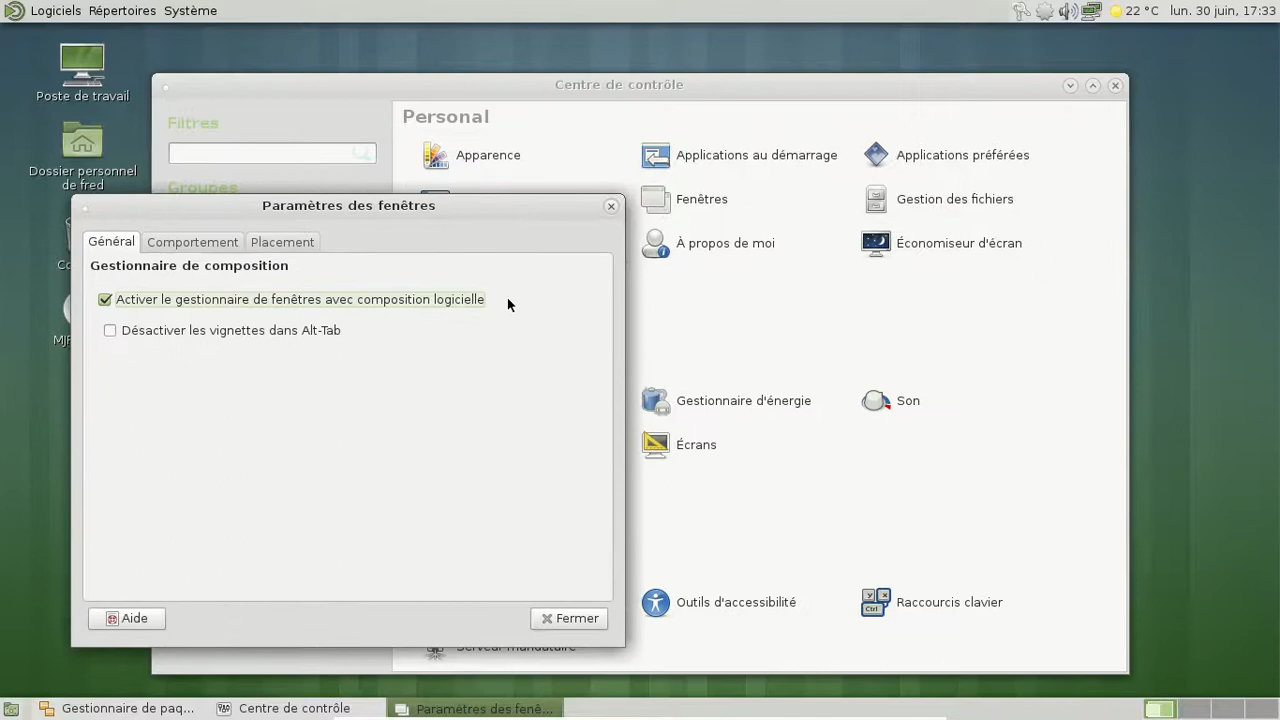 Logiciels Répertoires Système
22 °C lun. 30 juin, 17:33
Poste de travail
Dossier personnel
de fred
Centre de contrôle
Filtres
Groupes
Personal
Apparence
Applications au démarrage
Applications préférées
Fenêtres
Gestion des fichiers
À propos de moi
Économiseur d'écran
Gestionnaire d'énergie
Son
Écrans
Outils d'accessibilité
Raccourcis clavier
Paramètres des fenêtres
Général Comportement Placement
Gestionnaire de composition
Activer le gestionnaire de fenêtres avec composition logicielle
Désactiver les vignettes dans Alt-Tab
Aide
Fermer
Gestionnaire de paq...
Centre de contrôle
Paramètres des fenê...